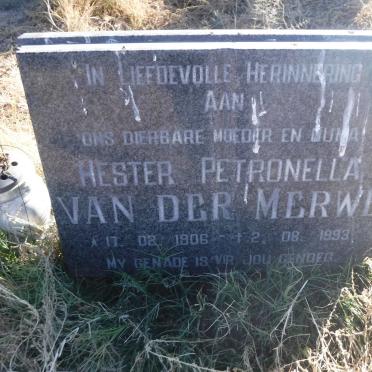 IN LIEFDEVOLLE HERINNERING
AAN
ONS DIERBARE MOEDER EN OUMA
HESTER PETRONELLA
VAN DER MERWE
* 17. 02. 1906 - † 2. 08. 1993
MY GENADE IS VIR JOU GENOEG